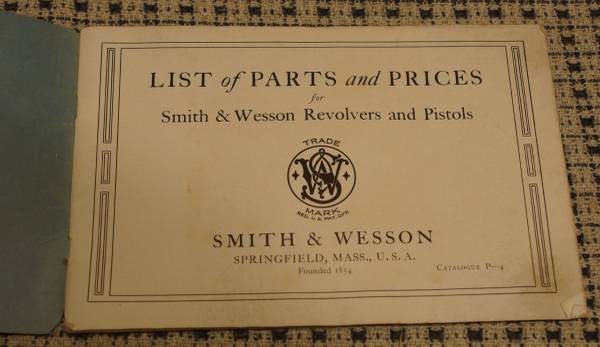 LIST of PARTS and PRICES
for
Smith & Wesson Revolvers and Pistols
TRADE
S&W
MARK
REG. U.S. PAT. OFF.
SMITH & WESSON
SPRINGFIELD, MASS., U.S.A.
Founded 1854
CATALOGUE P—4